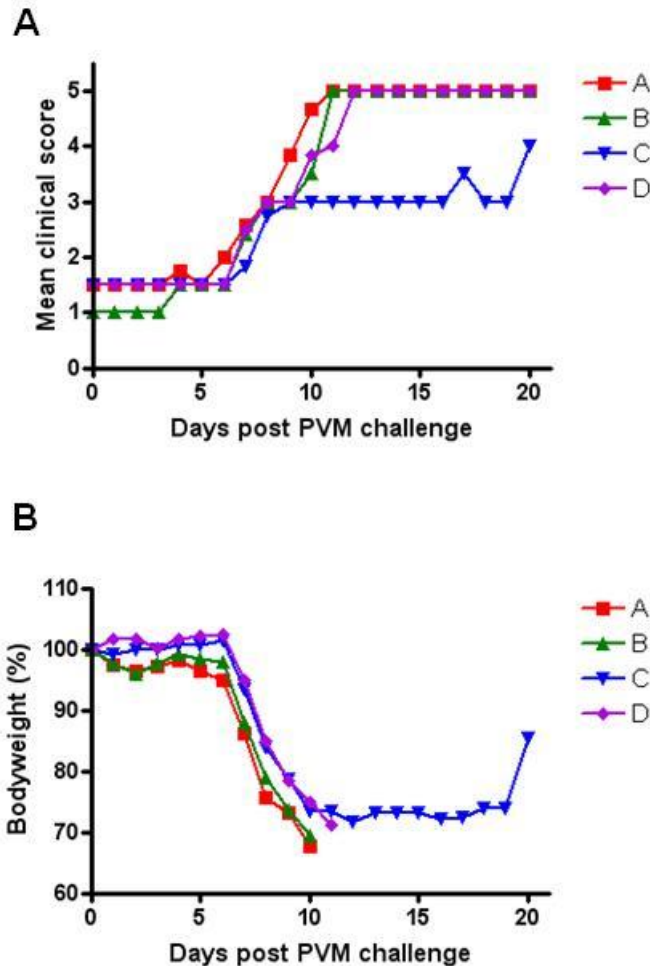 A
Mean clinical score
5
4
3
2
1
0
0 5 10 15 20
Days post PVM challenge
A
B
C
D
B
Bodyweight (%)
110
100
90
80
70
60
0 5 10 15 20
Days post PVM challenge
A
B
C
D